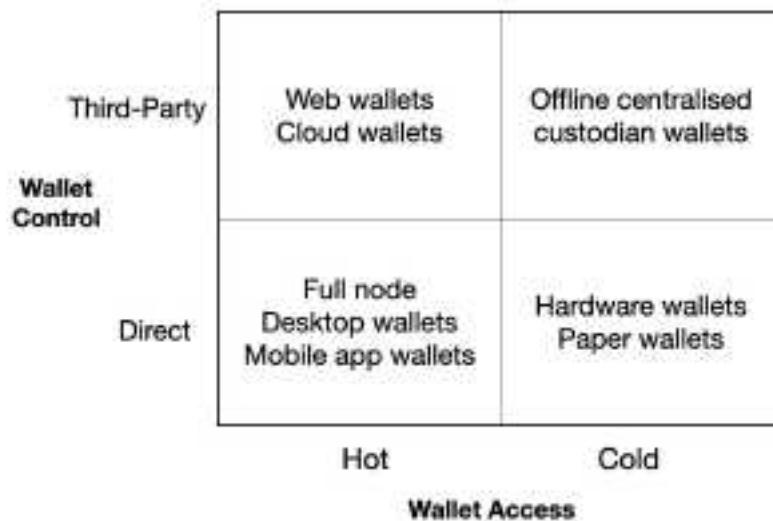 Third-Party
Web wallets
Cloud wallets
Offline centralised
custodian wallets
Wallet
Control
Direct
Full node
Desktop wallets
Mobile app wallets
Hardware wallets
Paper wallets
Hot
Cold
Wallet Access